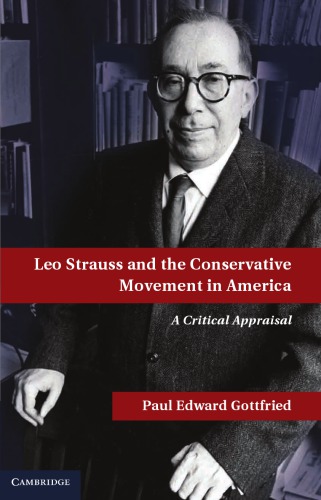 Leo Strauss and the Conservative
Movement in America
A Critical Appraisal
Paul Edward Gottfried
CAMBRIDGE